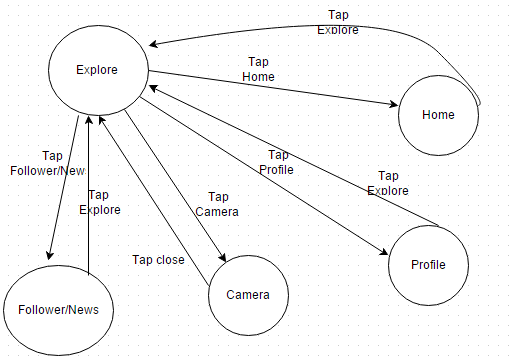 Tap
Explore
Explore
Tap
Home
Home
Tap
Follower/New
Tap
Profile
Tap
Explore
Tap
Explore
Tap
Camera
Tap close
Profile
Follower/News
Camera